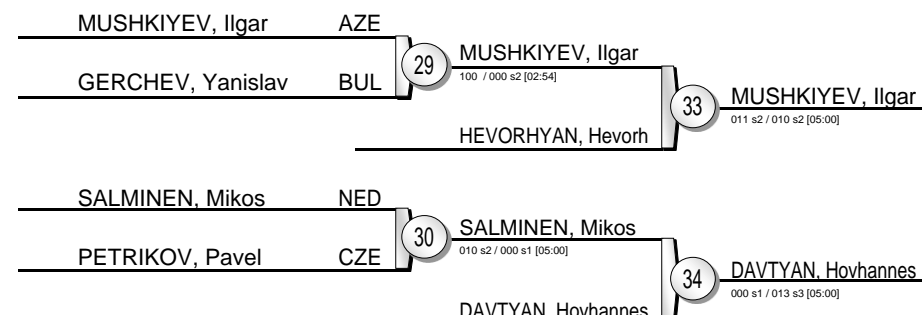 MUSHKIYEV, Ilgar AZE
GERCHEV, Yanislav BUL
29
MUSHKIYEV, Ilgar
100 / 000 s2 [02:54]
HEVORHYAN, Hevorh
33
MUSHKIYEV, Ilgar
011 s2 / 010 s2 [05:00]
SALMINEN, Mikos NED
PETRIKOV, Pavel CZE
30
SALMINEN, Mikos
010 s2 / 000 s1 [05:00]
DAVTYAN, Hovhannes
34
DAVTYAN, Hovhannes
000 s1 / 013 s3 [05:00]